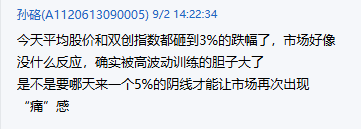 孙硌(A1120613090005) 9/2 14:22:34
今天平均股价和双创指数都砸到3%的跌幅了，市场好像
没什么反应，确实被高波动训练的胆子大了
是不是要哪天来一个5%的阴线才能让市场再次出现
“痛”感